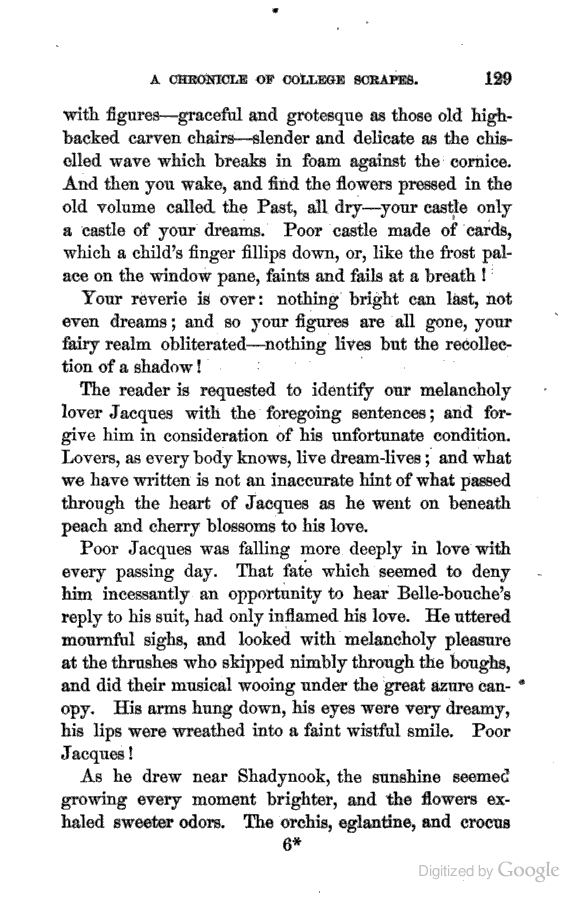 A CHRONICLE OF COLLEGE SCRAPES. 129
with figures—graceful and grotesque as those old high-
backed carven chairs—slender and delicate as the chis-
elled wave which breaks in foam against the cornice.
And then you wake, and find the flowers pressed in the
old volume called the Past, all dry—your castle only
a castle of your dreams. Poor castle made of cards,
which a child's finger fillips down, or, like the frost pal-
ace on the window pane, faints and fails at a breath!
Your reverie is over: nothing bright can last, not
even dreams; and so your figures are all gone, your
fairy realm obliterated—nothing lives but the recollec-
tion of a shadow!
The reader is requested to identify our melancholy
lover Jacques with the foregoing sentences; and for-
give him in consideration of his unfortunate condition.
Lovers, as every body knows, live dream-lives; and what
we have written is not an inaccurate hint of what passed
through the heart of Jacques as he went on beneath
peach and cherry blossoms to his love.
Poor Jacques was falling more deeply in love with
every passing day. That fate which seemed to deny
him incessantly an opportunity to hear Belle-bouche's
reply to his suit, had only inflamed his love. He uttered
mournful sighs, and looked with melancholy pleasure
at the thrushes who skipped nimbly through the boughs,
and did their musical wooing under the great azure can-
opy. His arms hung down, his eyes were very dreamy,
his lips were wreathed into a faint wistful smile. Poor
Jacques!
As he drew near Shadynook, the sunshine seemed
growing every moment brighter, and the flowers ex-
haled sweeter odors. The orchis, eglantine, and crocus
6*
Digitized by Google